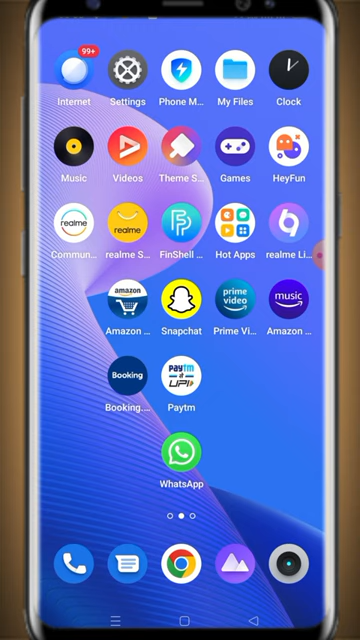 99+
Internet Settings Phone M... My Files Clock
Music Videos Theme S... Games HeyFun
realme realme
Commun... realme S... FinShell ... Hot Apps realme Li...
amazon prime video music
Amazon ... Snapchat Prime Vi... Amazon ...
Booking Paytm UPI
Booking.... Paytm
WhatsApp